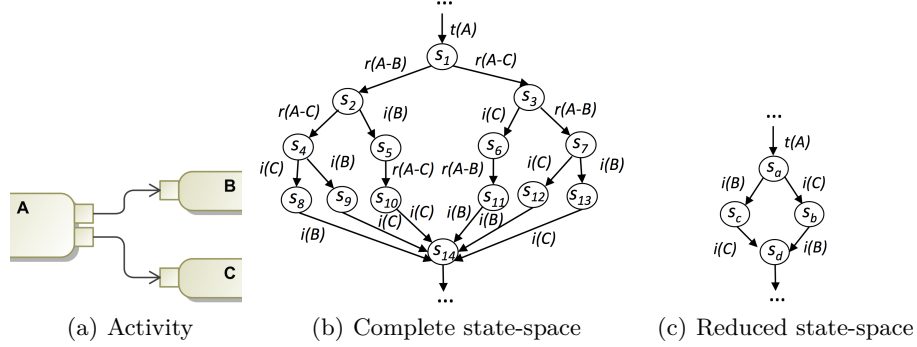 ...
t(A)
s1
r(A-B) r(A-C)
s2 s3
r(A-C) i(B) i(C) r(A-B)
s4 s5 s6 s7
i(C) i(B) r(A-C) r(A-B) i(C) i(B)
s8 s9 s10 s11 s12 s13
i(B) i(C) i(C) i(B) i(B) i(C)
s14
...
A
B
C
...
t(A)
sa
i(B) i(C)
sc sb
i(C) i(B)
sd
...
(a) Activity (b) Complete state-space (c) Reduced state-space